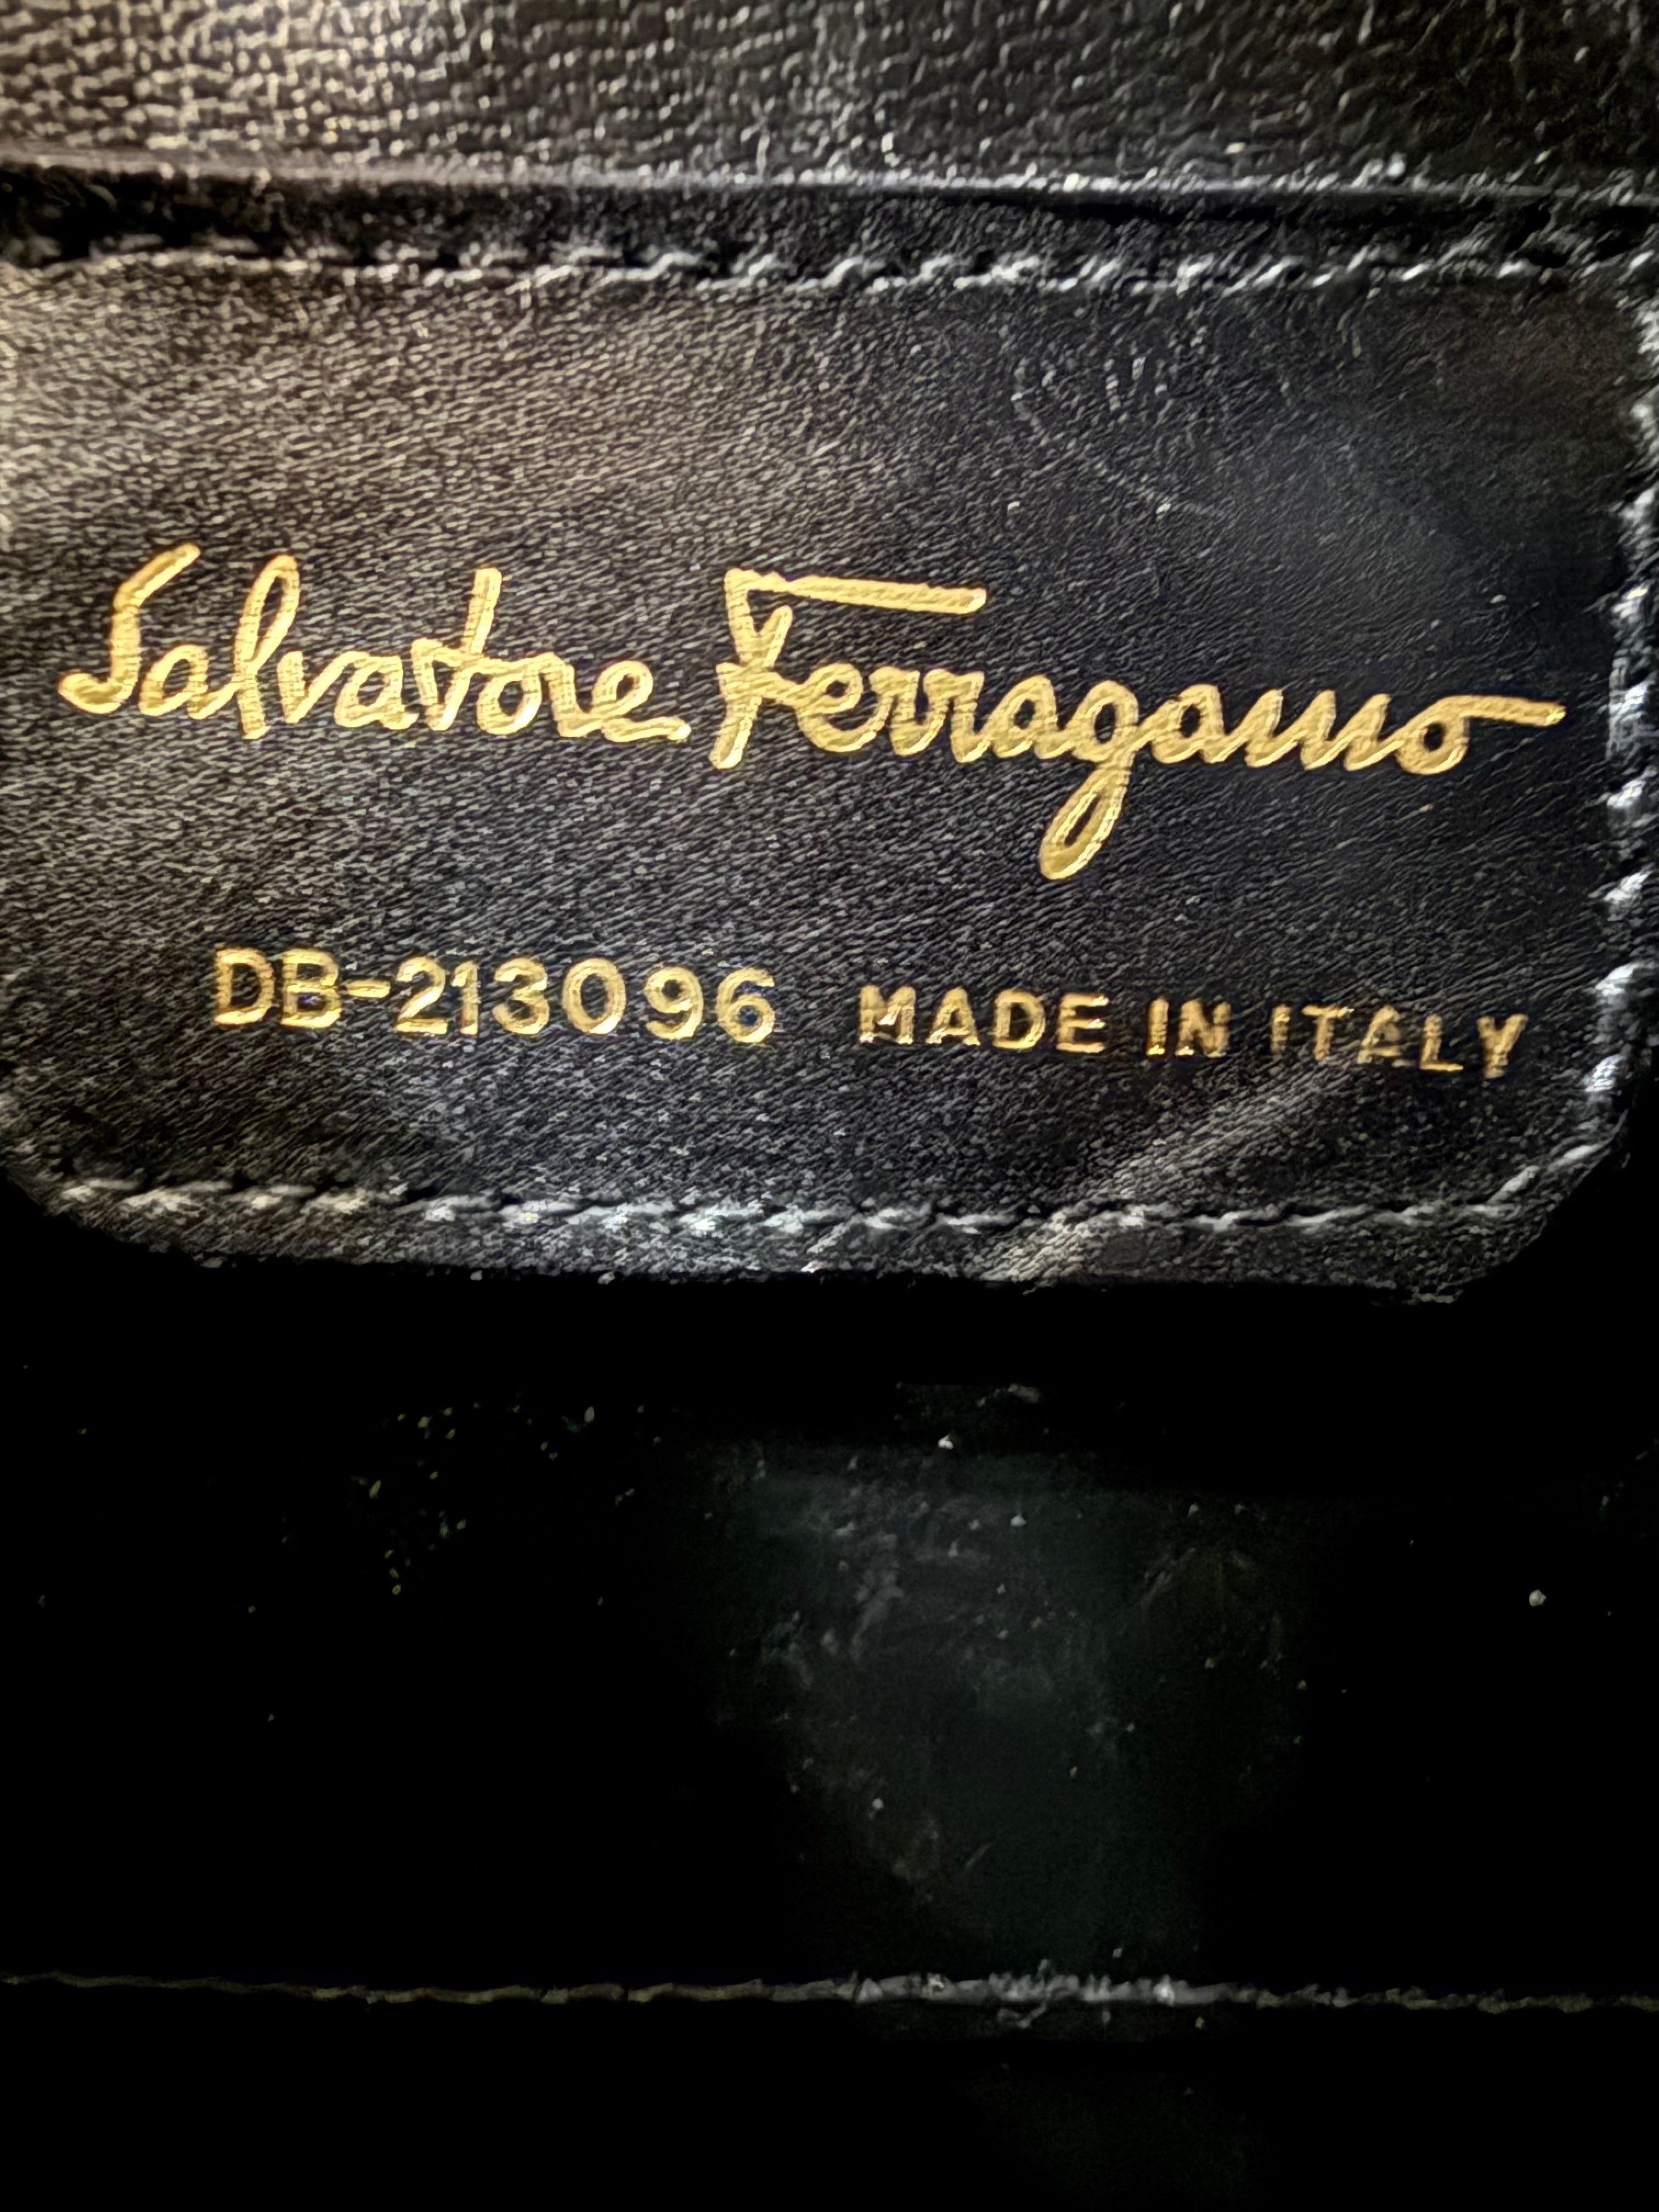 Salvatore Ferragamo
DB-213096 MADE IN ITALY